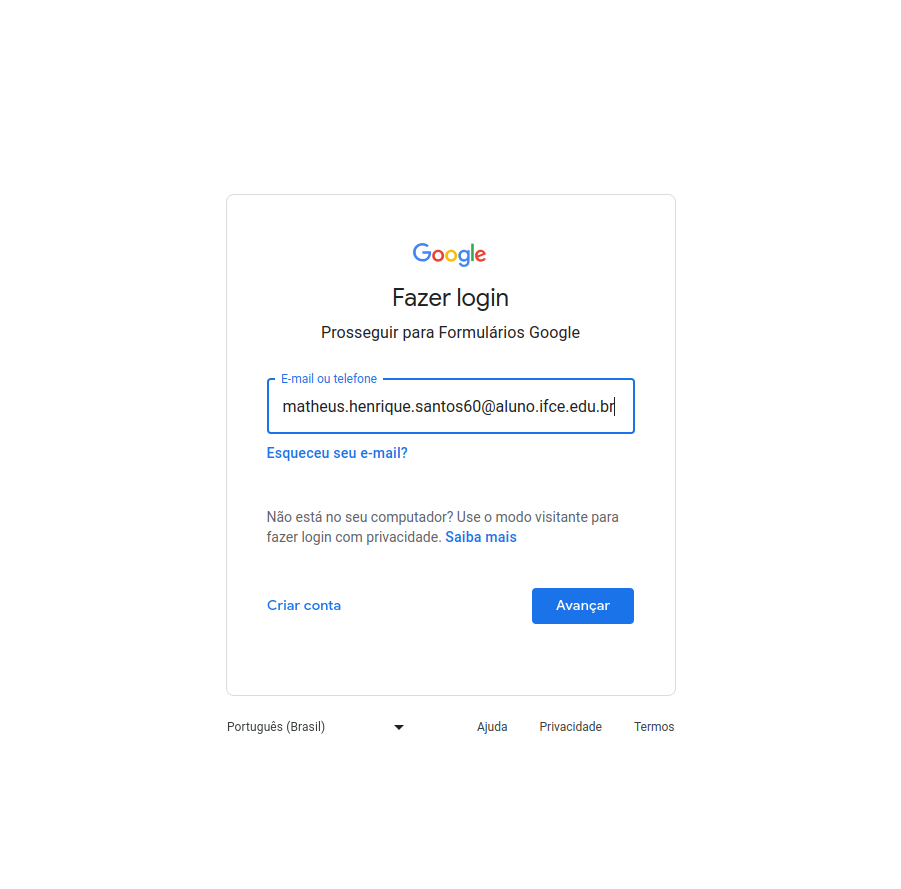 Google
Fazer login
Prosseguir para Formulários Google
E-mail ou telefone
matheus.henrique.santos60@aluno.ifce.edu.br
Esqueceu seu e-mail?
Não está no seu computador? Use o modo visitante para
fazer login com privacidade. Saiba mais
Criar conta Avançar
Português (Brasil) Ajuda Privacidade Termos